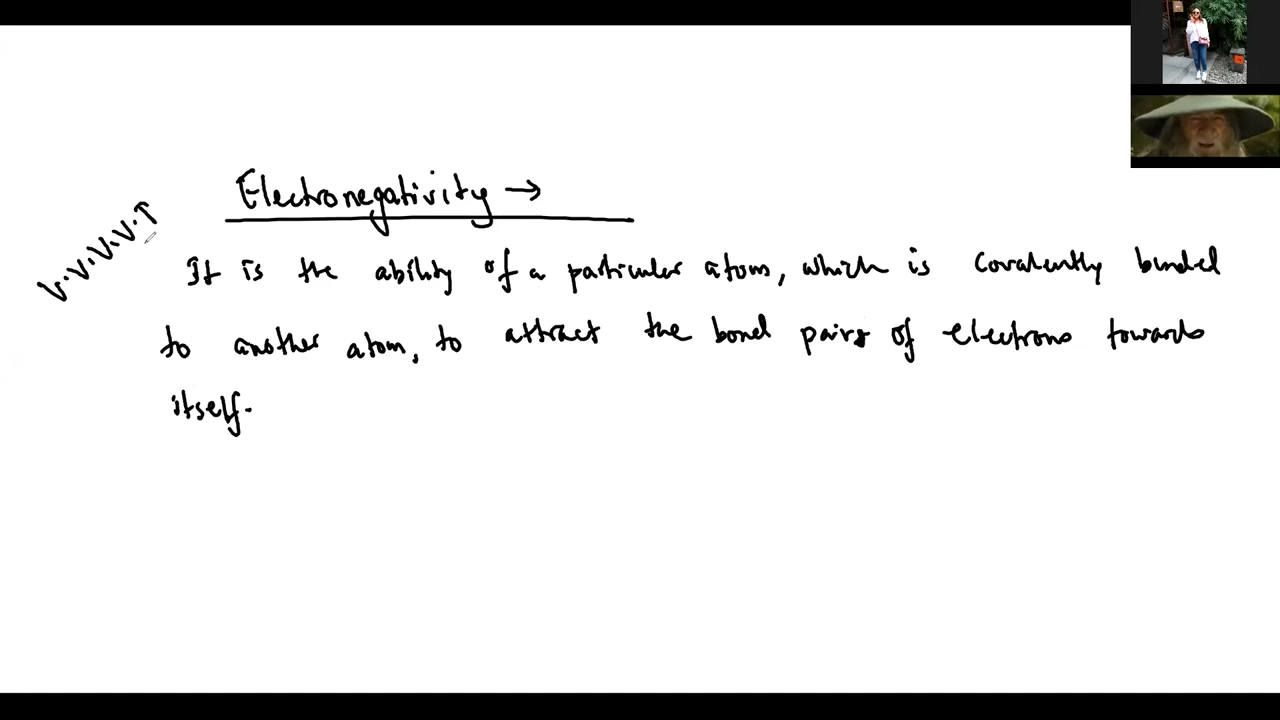 Electronegativity →
V.V.V.V.T
It is the ability of a particular atom, which is covalently bonded
to another atom, to attract the bond pairs of electrons towards
itself.